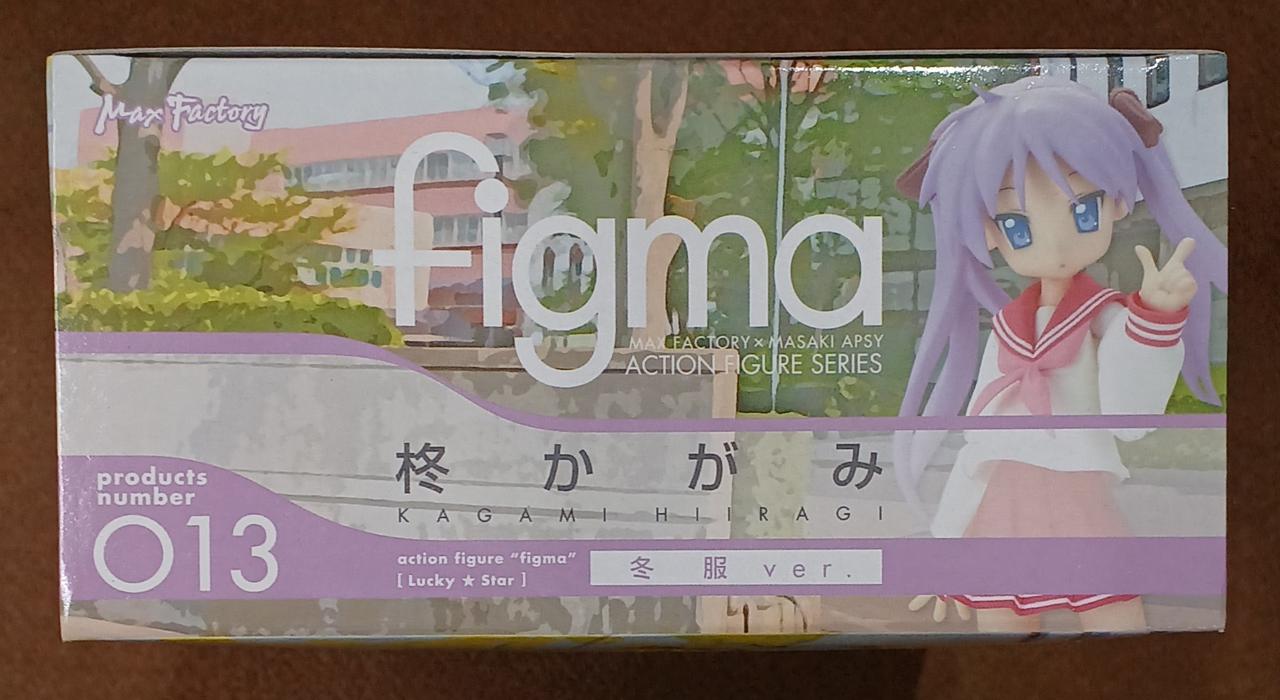 Max Factory
figma
MAX FACTORY × MASAKI APSY
ACTION FIGURE SERIES
柊かがみ
KAGAMI HIIRAGI
products
number
013
action figure "figma"
[ Lucky ★ Star ]
冬服 ver.